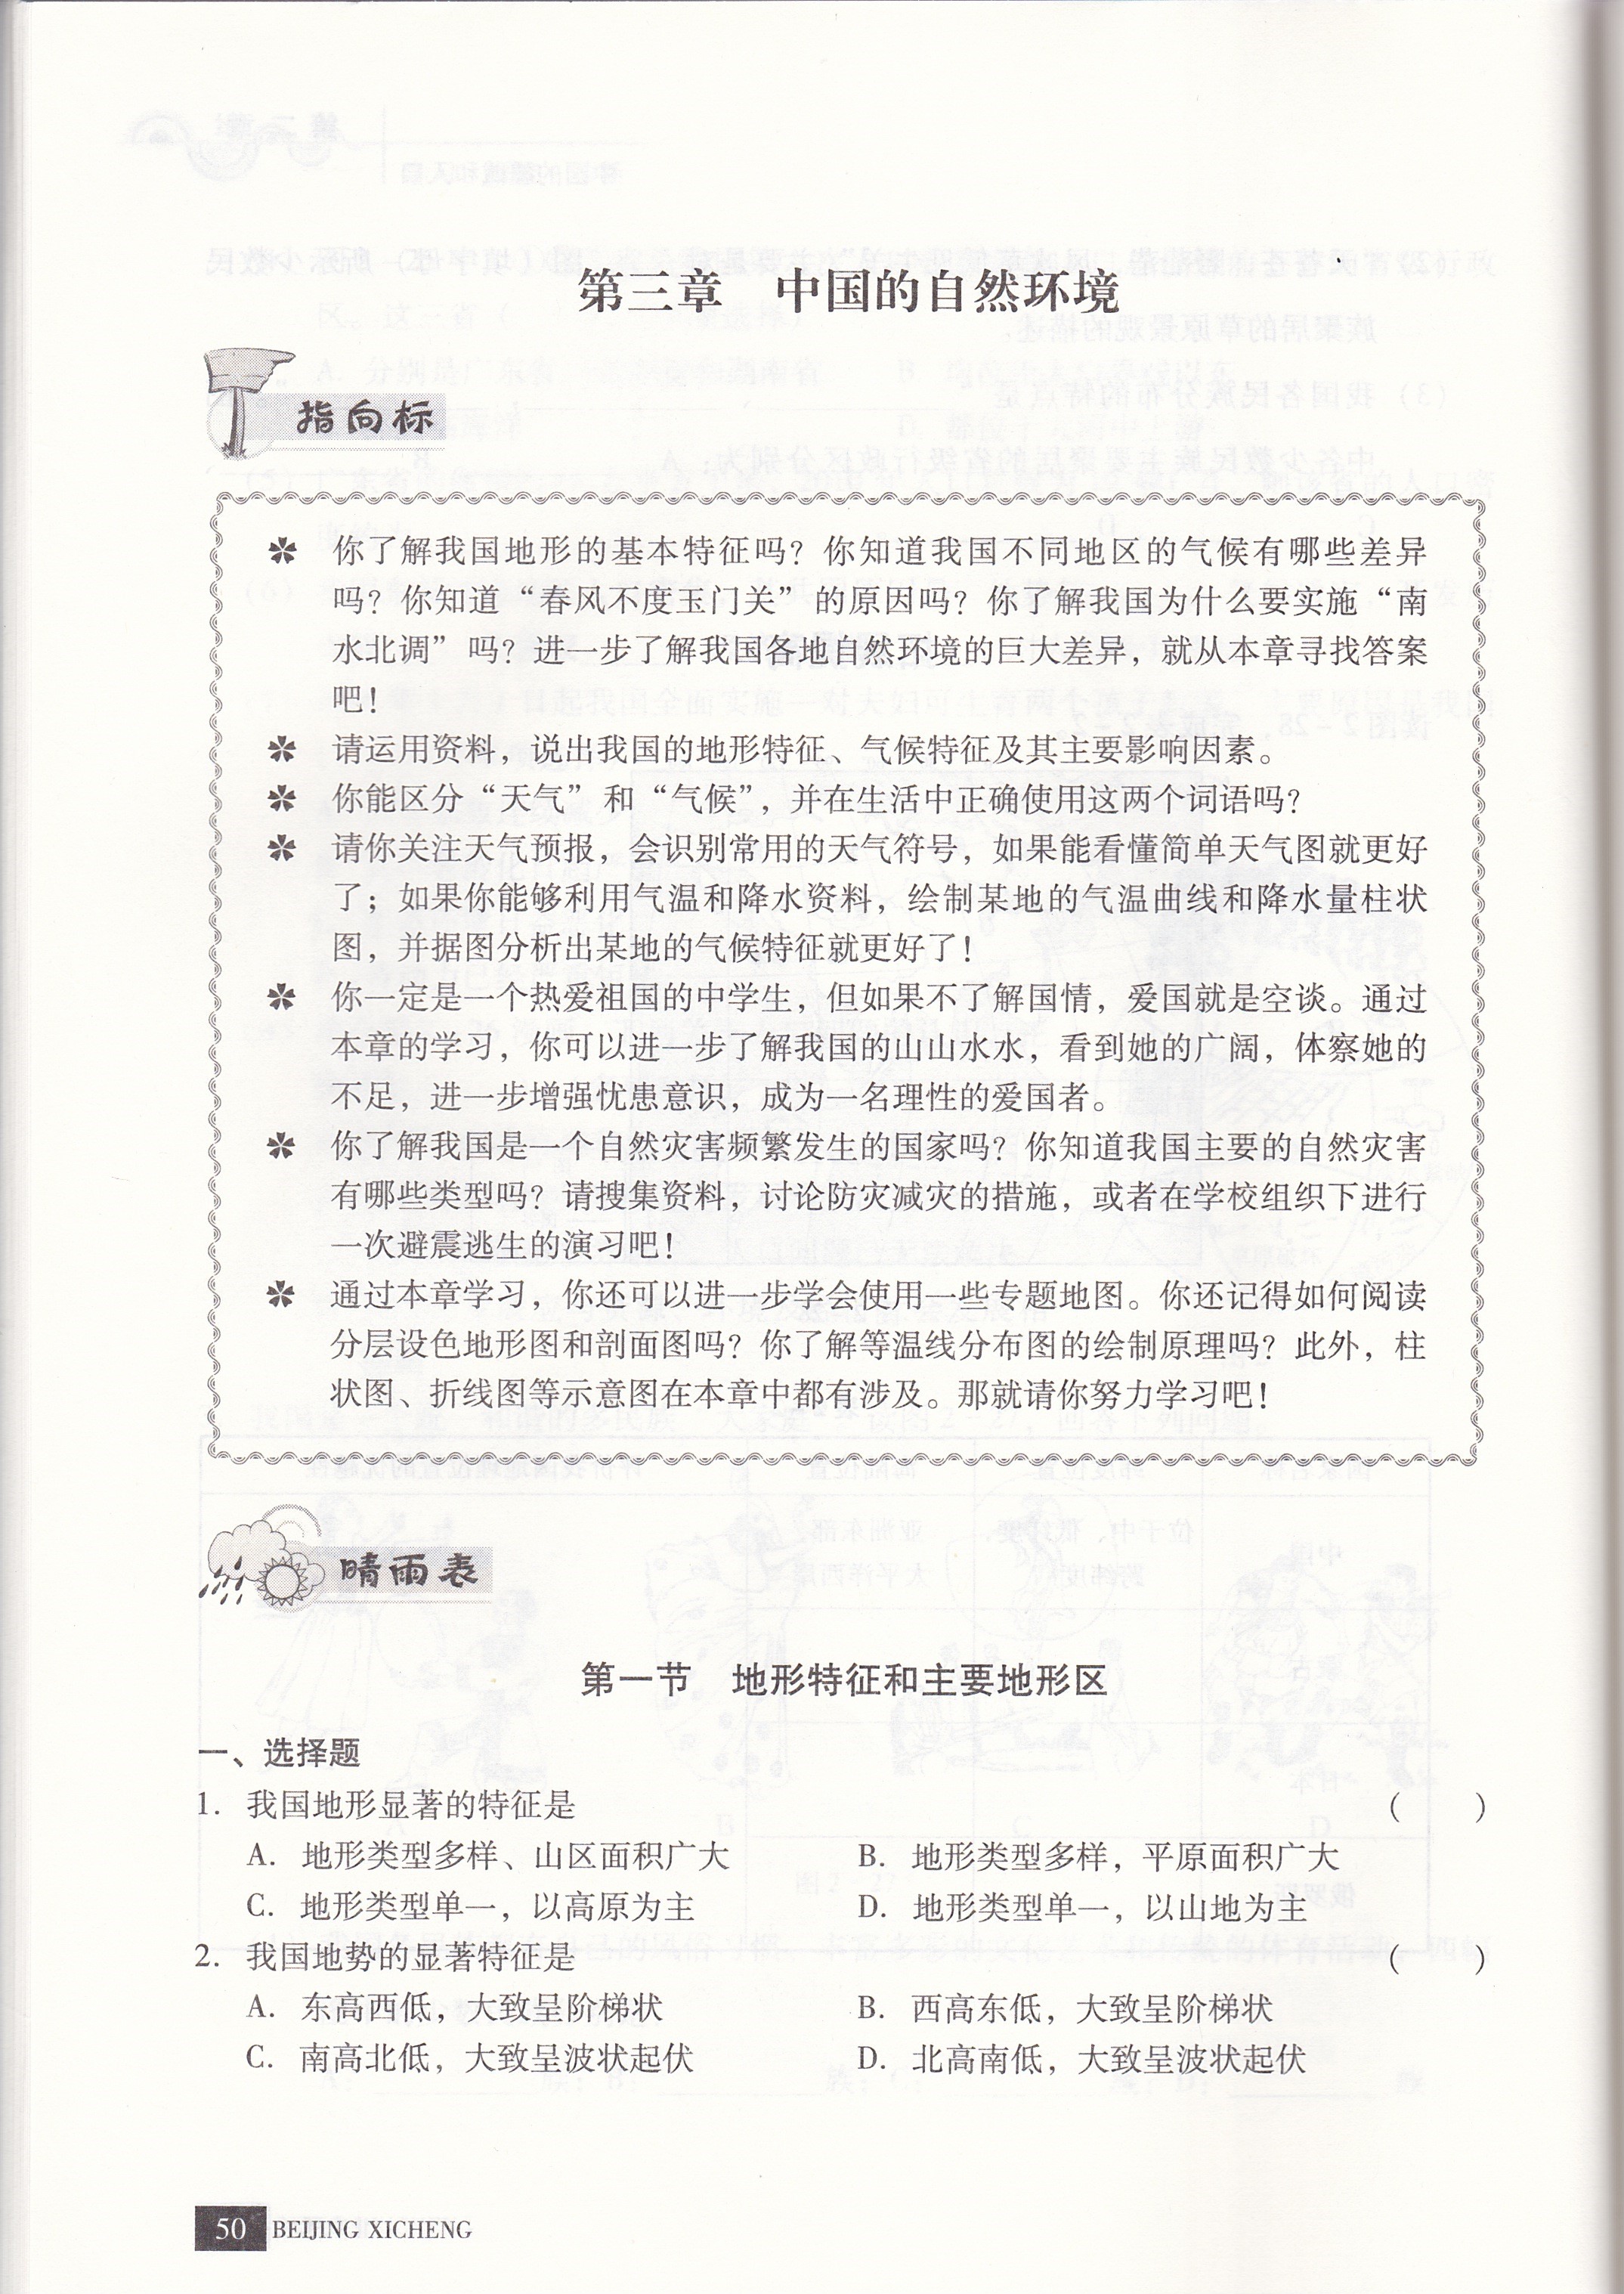 第三章　中国的自然环境
指向标
你了解我国地形的基本特征吗？你知道我国不同地区的气候有哪些差异
吗？你知道“春风不度玉门关”的原因吗？你了解我国为什么要实施“南
水北调”吗？进一步了解我国各地自然环境的巨大差异，就从本章寻找答案
吧！
请运用资料，说出我国的地形特征、气候特征及其主要影响因素。
你能区分“天气”和“气候”，并在生活中正确使用这两个词语吗？
请你关注天气预报，会识别常用的天气符号，如果能看懂简单天气图就更好
了；如果你能够利用气温和降水资料，绘制某地的气温曲线和降水量柱状
图，并据图分析出某地的气候特征就更好了！
你一定是一个热爱祖国的中学生，但如果不了解国情，爱国就是空谈。通过
本章的学习，你可以进一步了解我国的山山水水，看到她的广阔，体察她的
不足，进一步增强忧患意识，成为一名理性的爱国者。
你了解我国是一个自然灾害频繁发生的国家吗？你知道我国主要的自然灾害
有哪些类型吗？请搜集资料，讨论防灾减灾的措施，或者在学校组织下进行
一次避震逃生的演习吧！
通过本章学习，你还可以进一步学会使用一些专题地图。你还记得如何阅读
分层设色地形图和剖面图吗？你了解等温线分布图的绘制原理吗？此外，柱
状图、折线图等示意图在本章中都有涉及。那就请你努力学习吧！
晴雨表
第一节　地形特征和主要地形区
一、选择题
1. 我国地形显著的特征是 （　　）
A. 地形类型多样、山区面积广大 B. 地形类型多样，平原面积广大
C. 地形类型单一，以高原为主 D. 地形类型单一，以山地为主
2. 我国地势的显著特征是 （　　）
A. 东高西低，大致呈阶梯状 B. 西高东低，大致呈阶梯状
C. 南高北低，大致呈波状起伏 D. 北高南低，大致呈波状起伏
50 BEIJING XICHENG